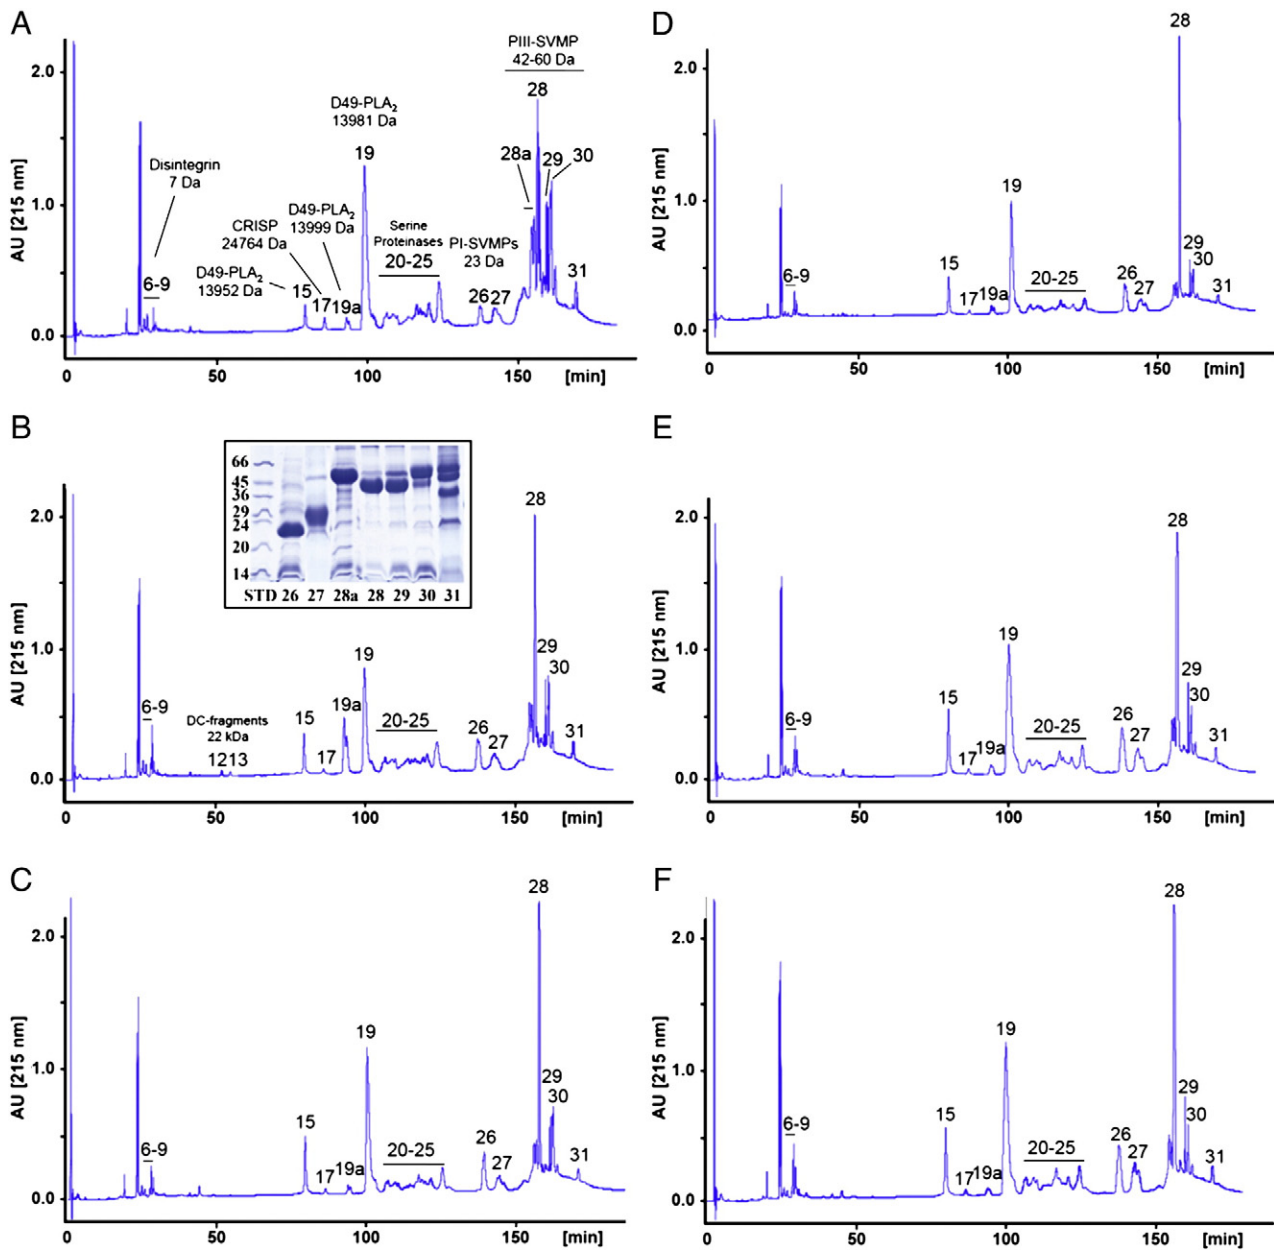 A
AU [215 nm]
2.0
1.0
0.0
0
50
100
150
[min]
Disintegrin
7 Da
6-9
D49-PLA₂
13952 Da
15
CRISP
24764 Da
17
D49-PLA₂
13999 Da
19a
D49-PLA₂
13981 Da
19
Serine
Proteinases
20-25
PI-SVMPs
23 Da
26
27
PIII-SVMP
42-60 Da
28
28a
29
30
31
D
AU [215 nm]
2.0
1.0
0.0
0
50
100
150
[min]
6-9
15
17
19a
19
20-25
26
27
28
29
30
31
B
AU [215 nm]
2.0
1.0
0.0
0
50
100
150
[min]
66
45
36
29
24
20
14
STD 26 27 28a 28 29 30 31
6-9
DC-fragments
22 kDa
1213
15
17
19a
19
20-25
26
27
28
29
30
31
E
AU [215 nm]
2.0
1.0
0.0
0
50
100
150
[min]
6-9
15
17
19a
19
20-25
26
27
28
29
30
31
C
AU [215 nm]
2.0
1.0
0.0
0
50
100
150
[min]
6-9
15
17
19a
19
20-25
26
27
28
29
30
31
F
AU [215 nm]
2.0
1.0
0.0
0
50
100
150
[min]
6-9
15
17
19a
19
20-25
26
27
28
29
30
31